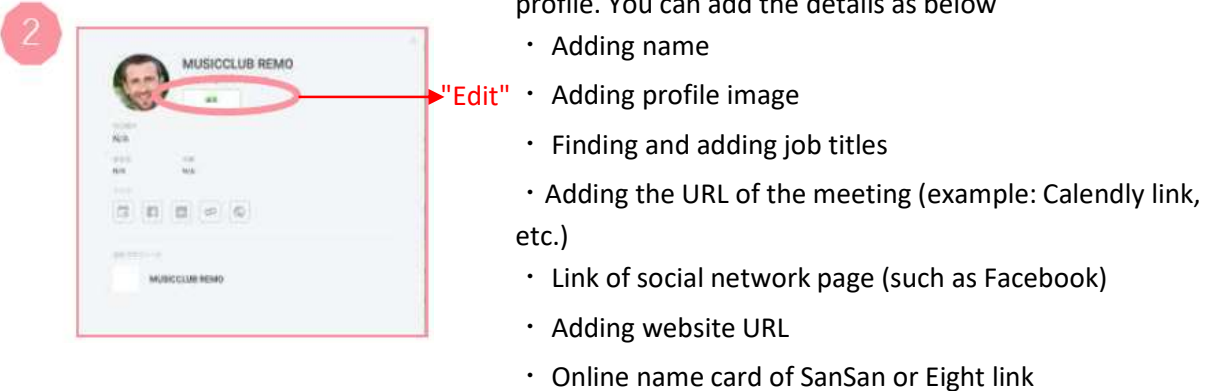 profile. You can add the details as below
2
MUSICCLUB REMO
"Edit"
・ Adding name
・ Adding profile image
・ Finding and adding job titles
・Adding the URL of the meeting (example: Calendly link,
etc.)
・ Link of social network page (such as Facebook)
・ Adding website URL
・ Online name card of SanSan or Eight link
N/A
N/A N/A
MUSICCLUB REMO